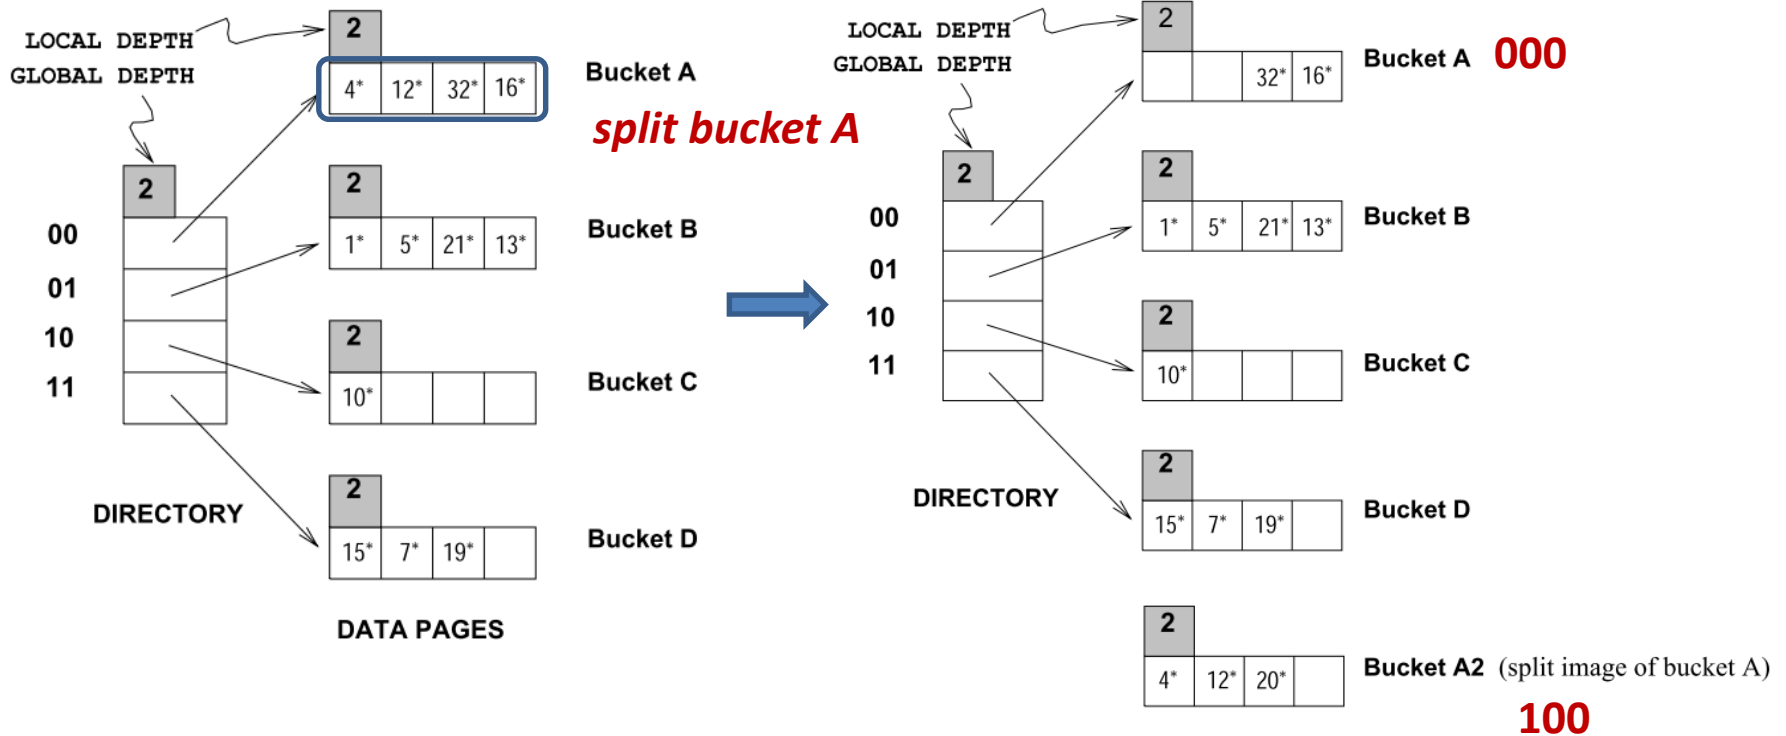 LOCAL DEPTH
GLOBAL DEPTH
2
4* 12* 32* 16*
Bucket A
split bucket A
2
00
01
10
11
2
1* 5* 21* 13*
Bucket B
2
10*
Bucket C
DIRECTORY
2
15* 7* 19*
Bucket D
DATA PAGES
LOCAL DEPTH
GLOBAL DEPTH
2
32* 16*
Bucket A 000
2
00
01
10
11
2
1* 5* 21* 13*
Bucket B
2
10*
Bucket C
DIRECTORY
2
15* 7* 19*
Bucket D
2
4* 12* 20*
Bucket A2 (split image of bucket A)
100